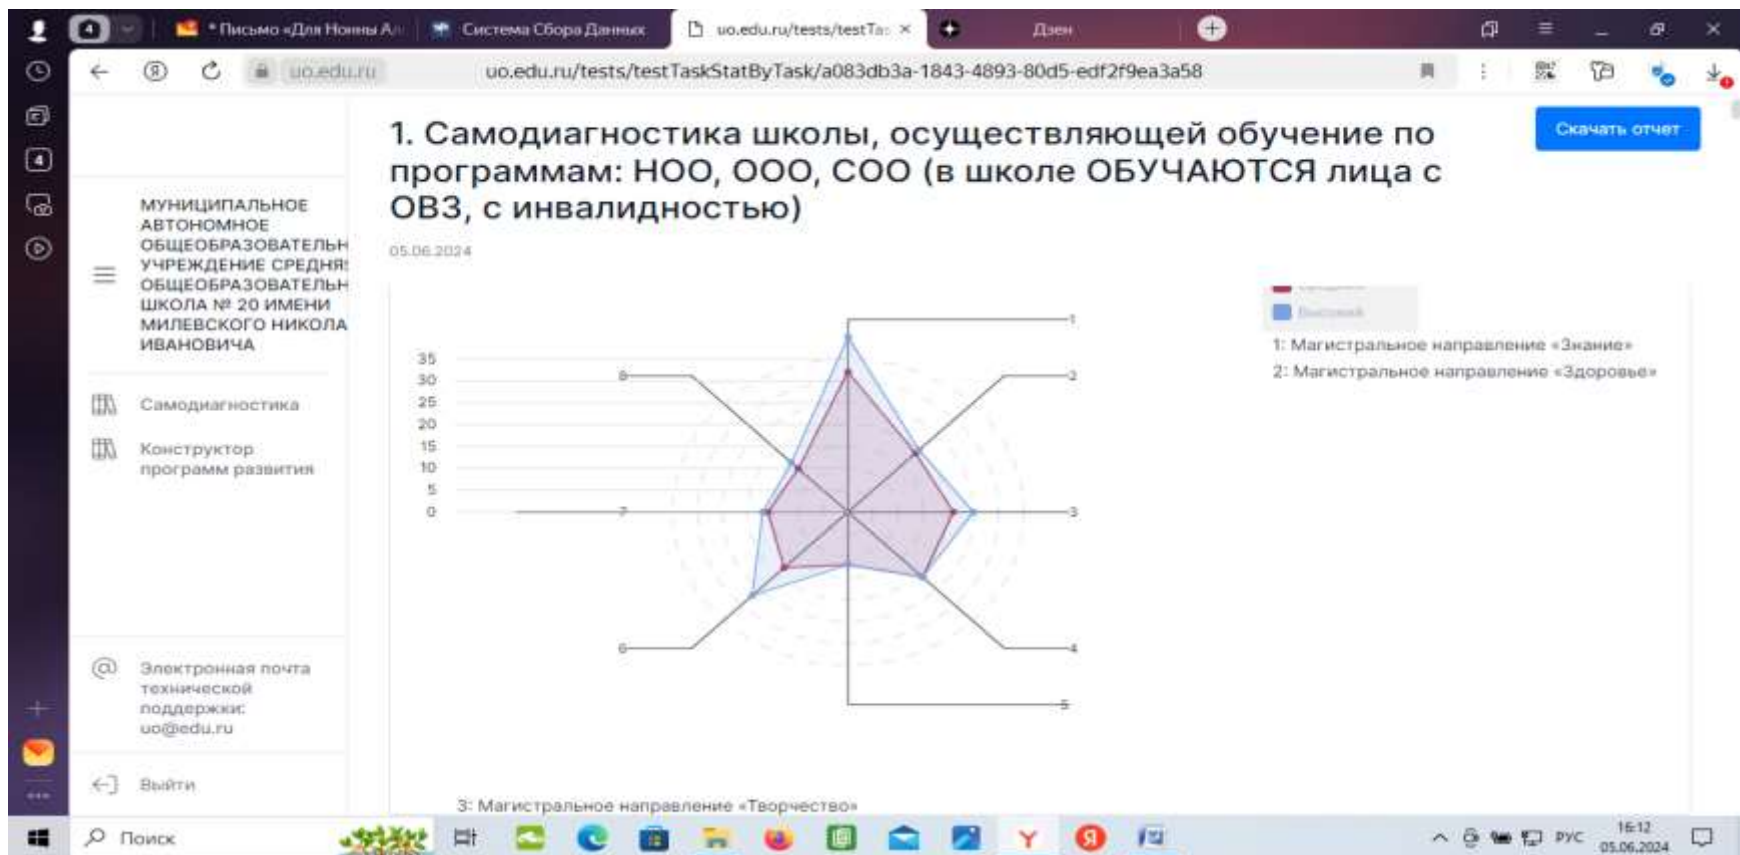 4
* Письмо «Для Нонны Ал
Система Сбора Данных
uo.edu.ru/tests/testTas
Дзен
uo.edu.ru
uo.edu.ru/tests/testTaskStatByTask/a083db3a-1843-4893-80d5-edf2f9ea3a58
4
МУНИЦИПАЛЬНОЕ
АВТОНОМНОЕ
ОБЩЕОБРАЗОВАТЕЛЬН
УЧРЕЖДЕНИЕ СРЕДНЯ
ОБЩЕОБРАЗОВАТЕЛЬН
ШКОЛА № 20 ИМЕНИ
МИЛЕВСКОГО НИКОЛА
ИВАНОВИЧА
Самодиагностика
Конструктор
программ развития
Электронная почта
технической
поддержки:
uo@edu.ru
Выйти
1. Самодиагностика школы, осуществляющей обучение по
программам: НОО, ООО, СОО (в школе ОБУЧАЮТСЯ лица с
ОВЗ, с инвалидностью)
Скачать отчет
05.06.2024
35
30
25
20
15
10
5
0
1
2
3
4
5
6
7
8
Высокий
1: Магистральное направление «Знание»
2: Магистральное направление «Здоровье»
3: Магистральное направление «Творчество»
Поиск
РУС
16:12
05.06.2024